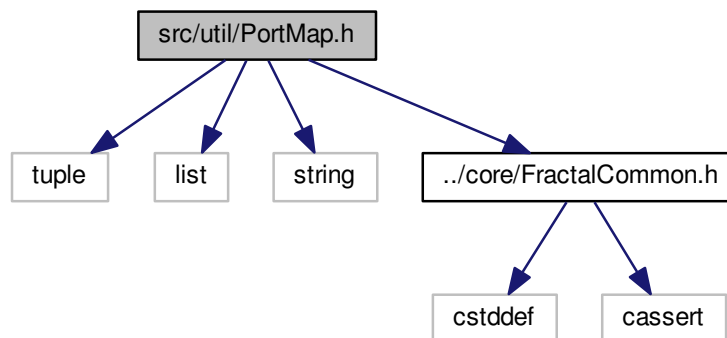 src/util/PortMap.h
tuple
list
string
../core/FractalCommon.h
cstddef
cassert